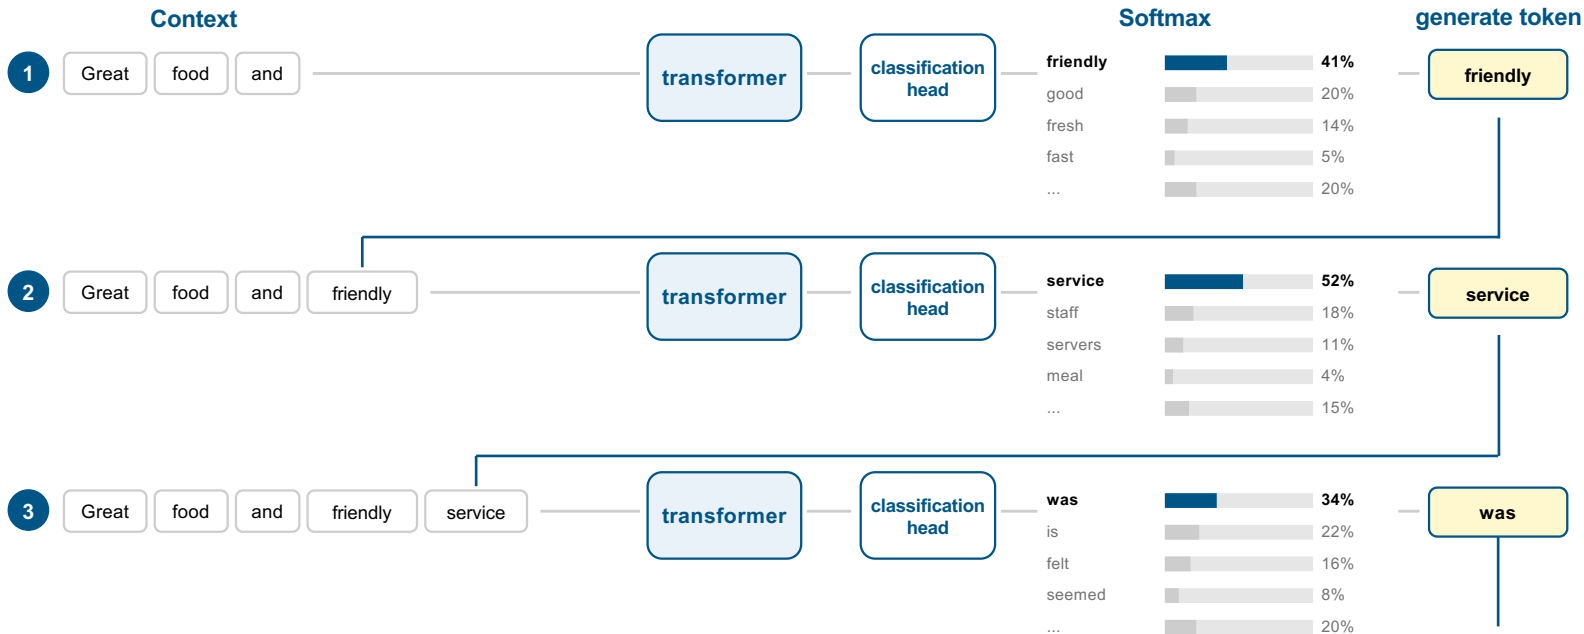 Context Softmax generate token
1 Great food and transformer classification head friendly 41% friendly
good 20%
fresh 14%
fast 5%
... 20%
2 Great food and friendly transformer classification head service 52% service
staff 18%
servers 11%
meal 4%
... 15%
3 Great food and friendly service transformer classification head was 34% was
is 22%
felt 16%
seemed 8%
... 20%